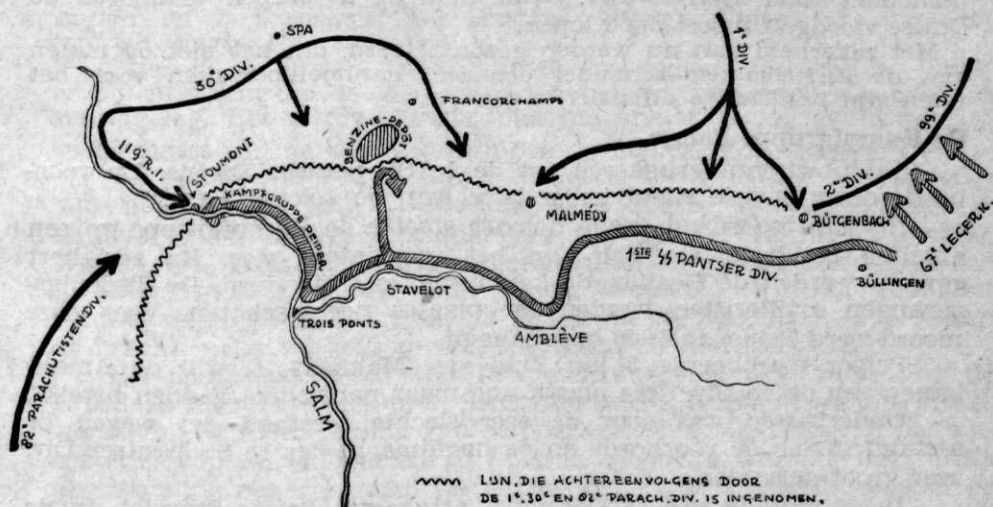 SPA
30ᵉ DIV.
1ᵉ DIV.
FRANCORCHAMPS
99ᵉ DIV.
BENZINE-DEPÔT
119ᵉ R.I.
STOUMONT
2ᵉ DIV.
KAMPFGRUPPE PEIPER
MALMÉDY
BÜTGENBACH
67ᵉ LEGERK.
1STE SS PANTSER DIV.
BÜLLINGEN
STAVELOT
TROIS PONTS
AMBLÈVE
82ᵉ PARACHUTISTENDIV.
SALM
LIJN, DIE ACHTEREENVOLGENS DOOR
DE 1ᵉ, 30ᵉ EN 82ᵉ PARACH. DIV. IS INGENOMEN.